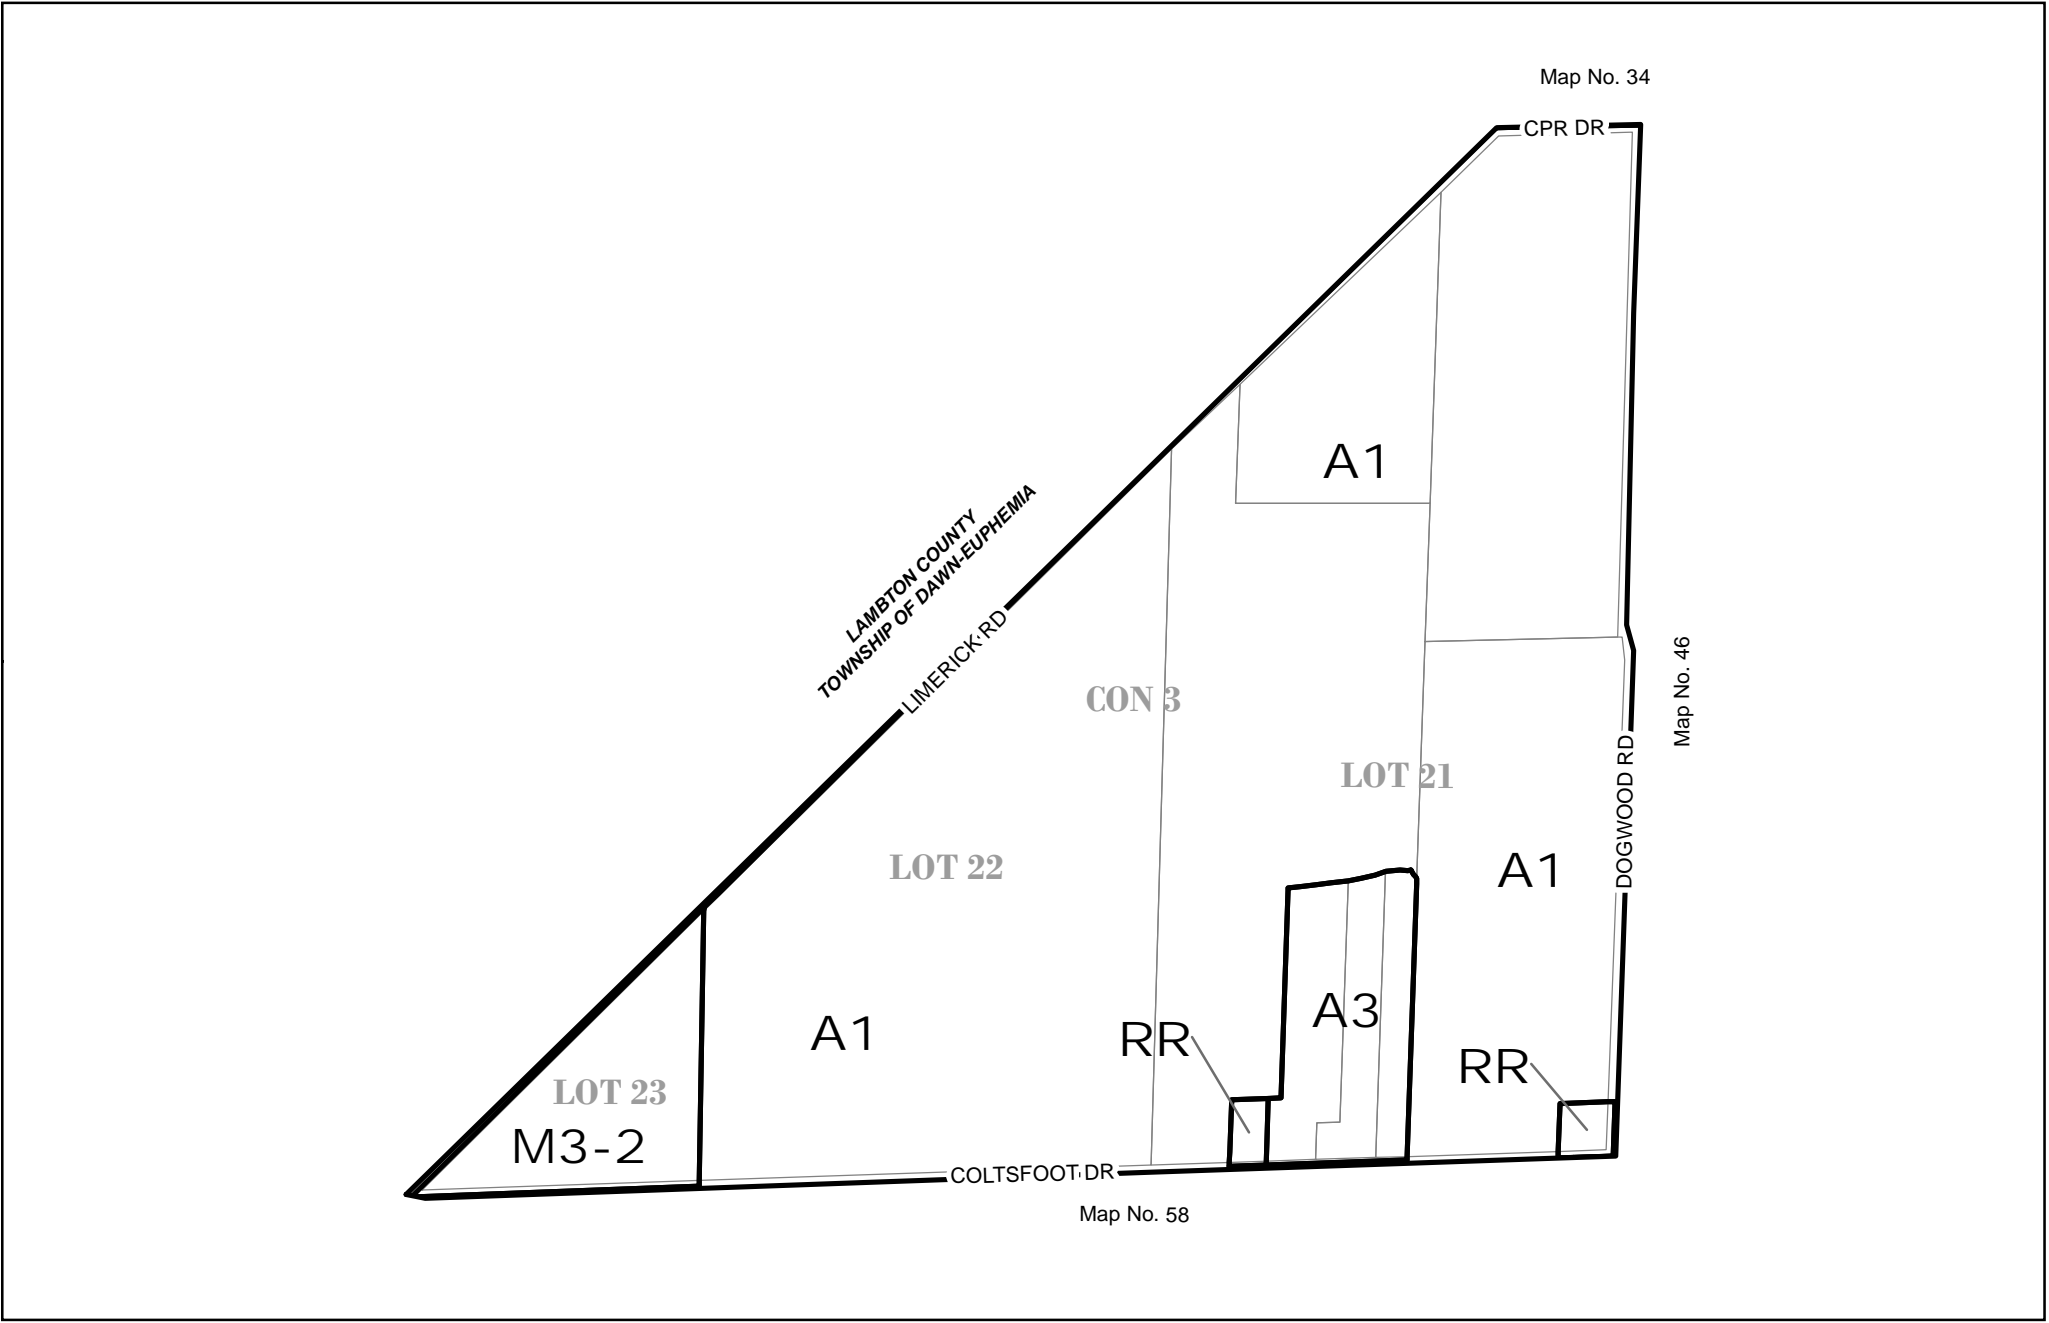 Map No. 34
CPR DR
A1
LAMBTON COUNTY
TOWNSHIP OF DAWN-EUPHEMIA
LIMERICK RD
CON 3
Map No. 46
LOT 21
DOGWOOD RD
LOT 22
A1
A3
A1
RR
RR
LOT 23
M3-2
COLTSFOOT DR
Map No. 58